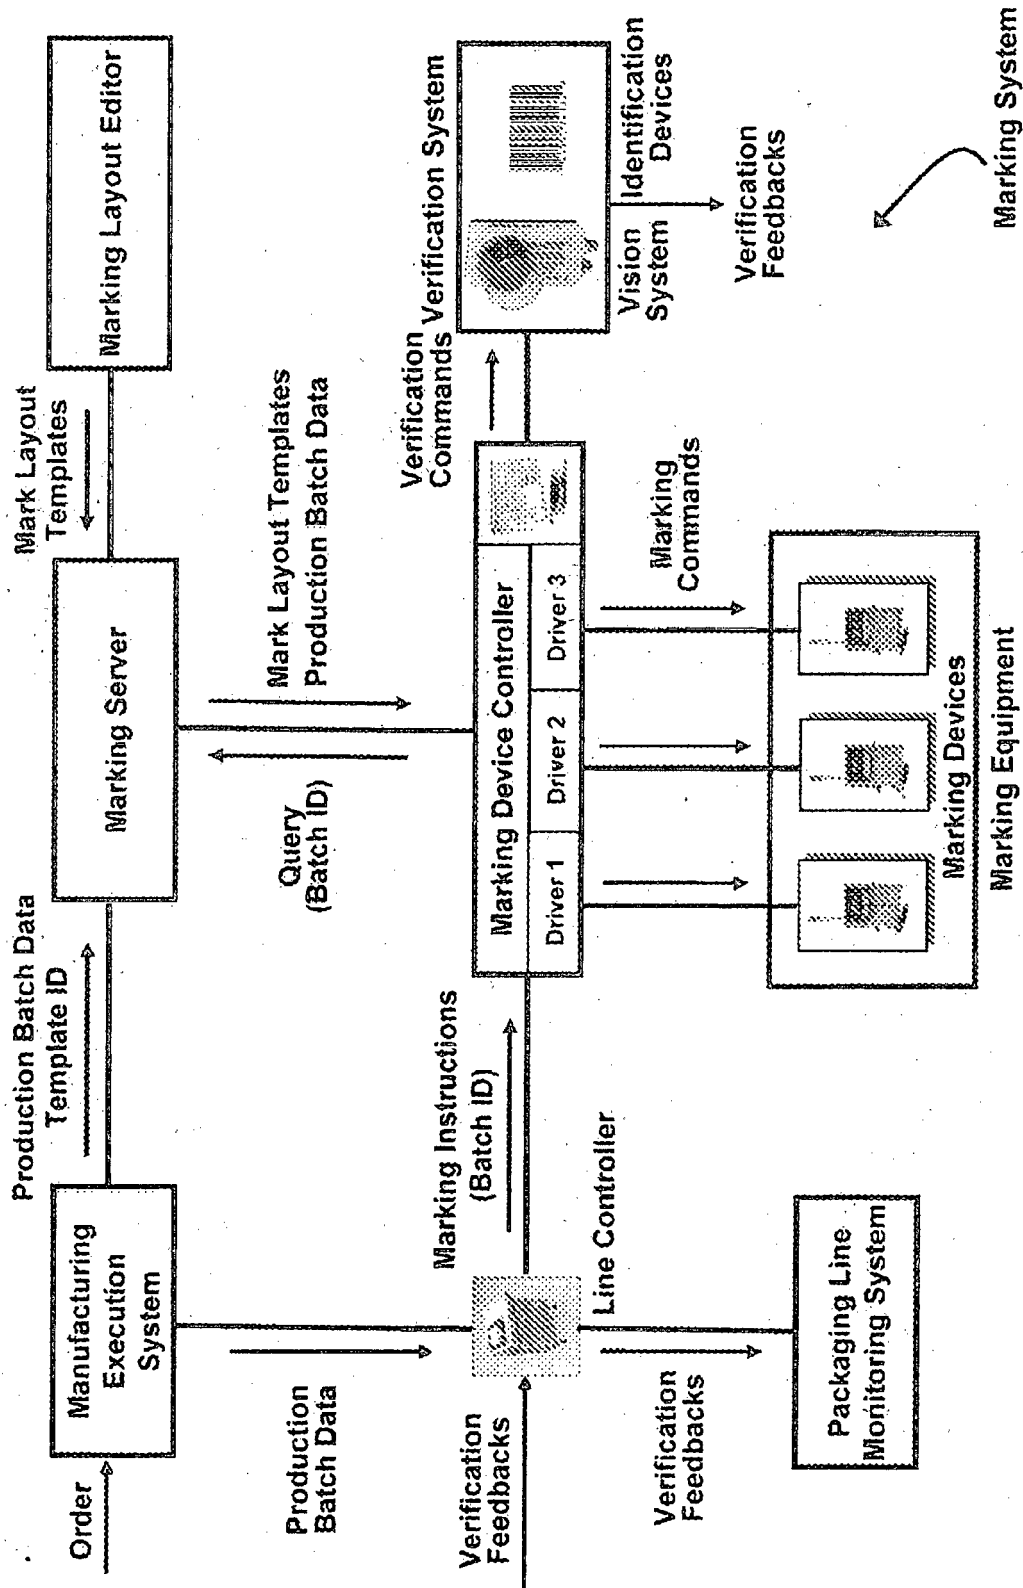 Order
Manufacturing
Execution
System
Production Batch Data
Template ID
Marking Server
Mark Layout
Templates
Marking Layout Editor
Production
Batch Data
Query
(Batch ID)
Mark Layout Templates
Production Batch Data
Verification
Feedbacks
Line Controller
Marking Instructions
(Batch ID)
Marking Device Controller
Driver 1
Driver 2
Driver 3
Verification
Commands
Verification System
Vision
System
Identification
Devices
Verification
Feedbacks
Verification
Feedbacks
Packaging Line
Monitoring System
Marking
Commands
Marking Devices
Marking Equipment
Marking System